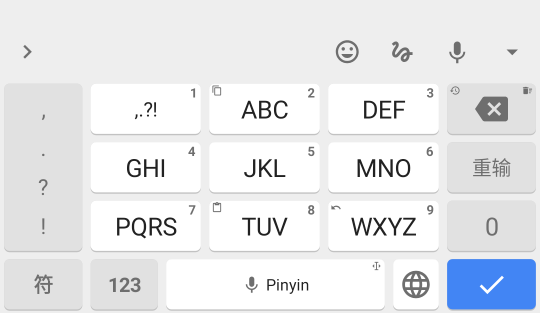 ,
.
?
!
,.?! 1
ABC 2
DEF 3
GHI 4
JKL 5
MNO 6
重输
PQRS 7
TUV 8
WXYZ 9
0
符
123
Pinyin